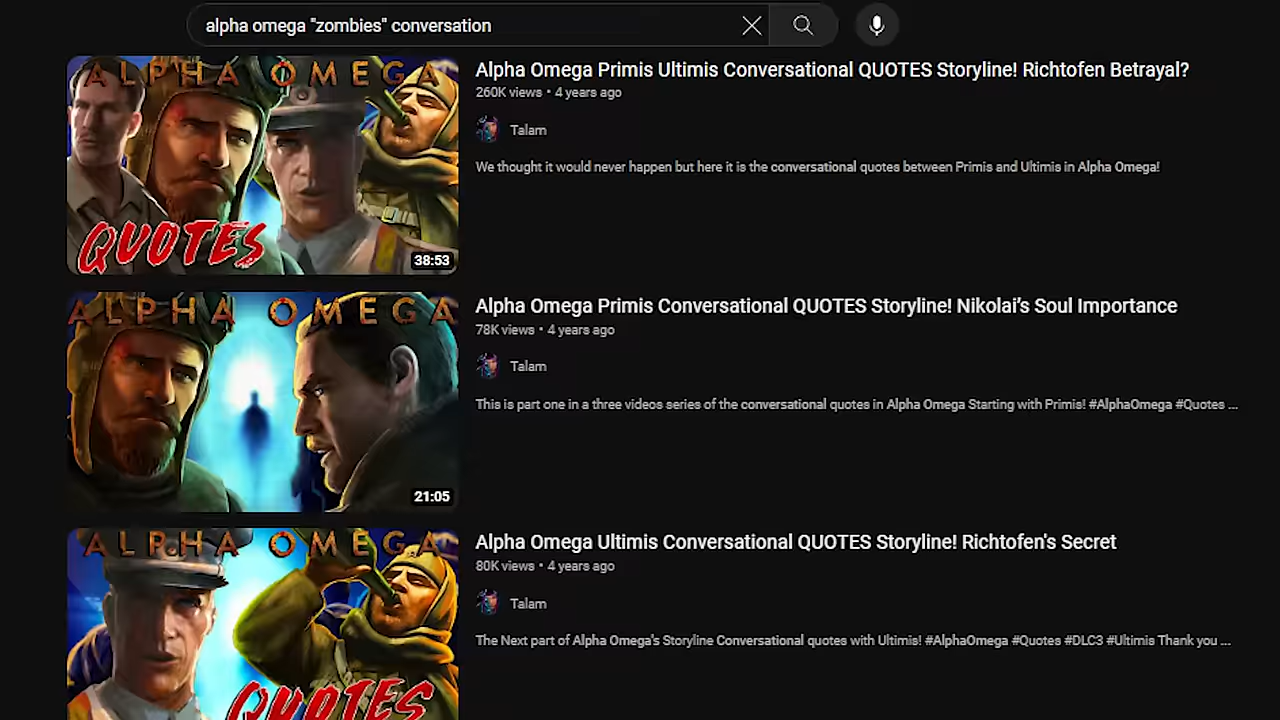 alpha omega "zombies" conversation
ALPHA OMEGA
QUOTES
38:53
Alpha Omega Primis Ultimis Conversational QUOTES Storyline! Richtofen Betrayal?
260K views • 4 years ago
Talam
We thought it would never happen but here it is the conversational quotes between Primis and Ultimis in Alpha Omega!
ALPHA OMEGA
21:05
Alpha Omega Primis Conversational QUOTES Storyline! Nikolai’s Soul Importance
78K views • 4 years ago
Talam
This is part one in a three videos series of the conversational quotes in Alpha Omega Starting with Primis! #AlphaOmega #Quotes ...
ALPHA OMEGA
QUOTES
Alpha Omega Ultimis Conversational QUOTES Storyline! Richtofen's Secret
80K views • 4 years ago
Talam
The Next part of Alpha Omega's Storyline Conversational quotes with Ultimis! #AlphaOmega #Quotes #DLC3 #Ultimis Thank you ...